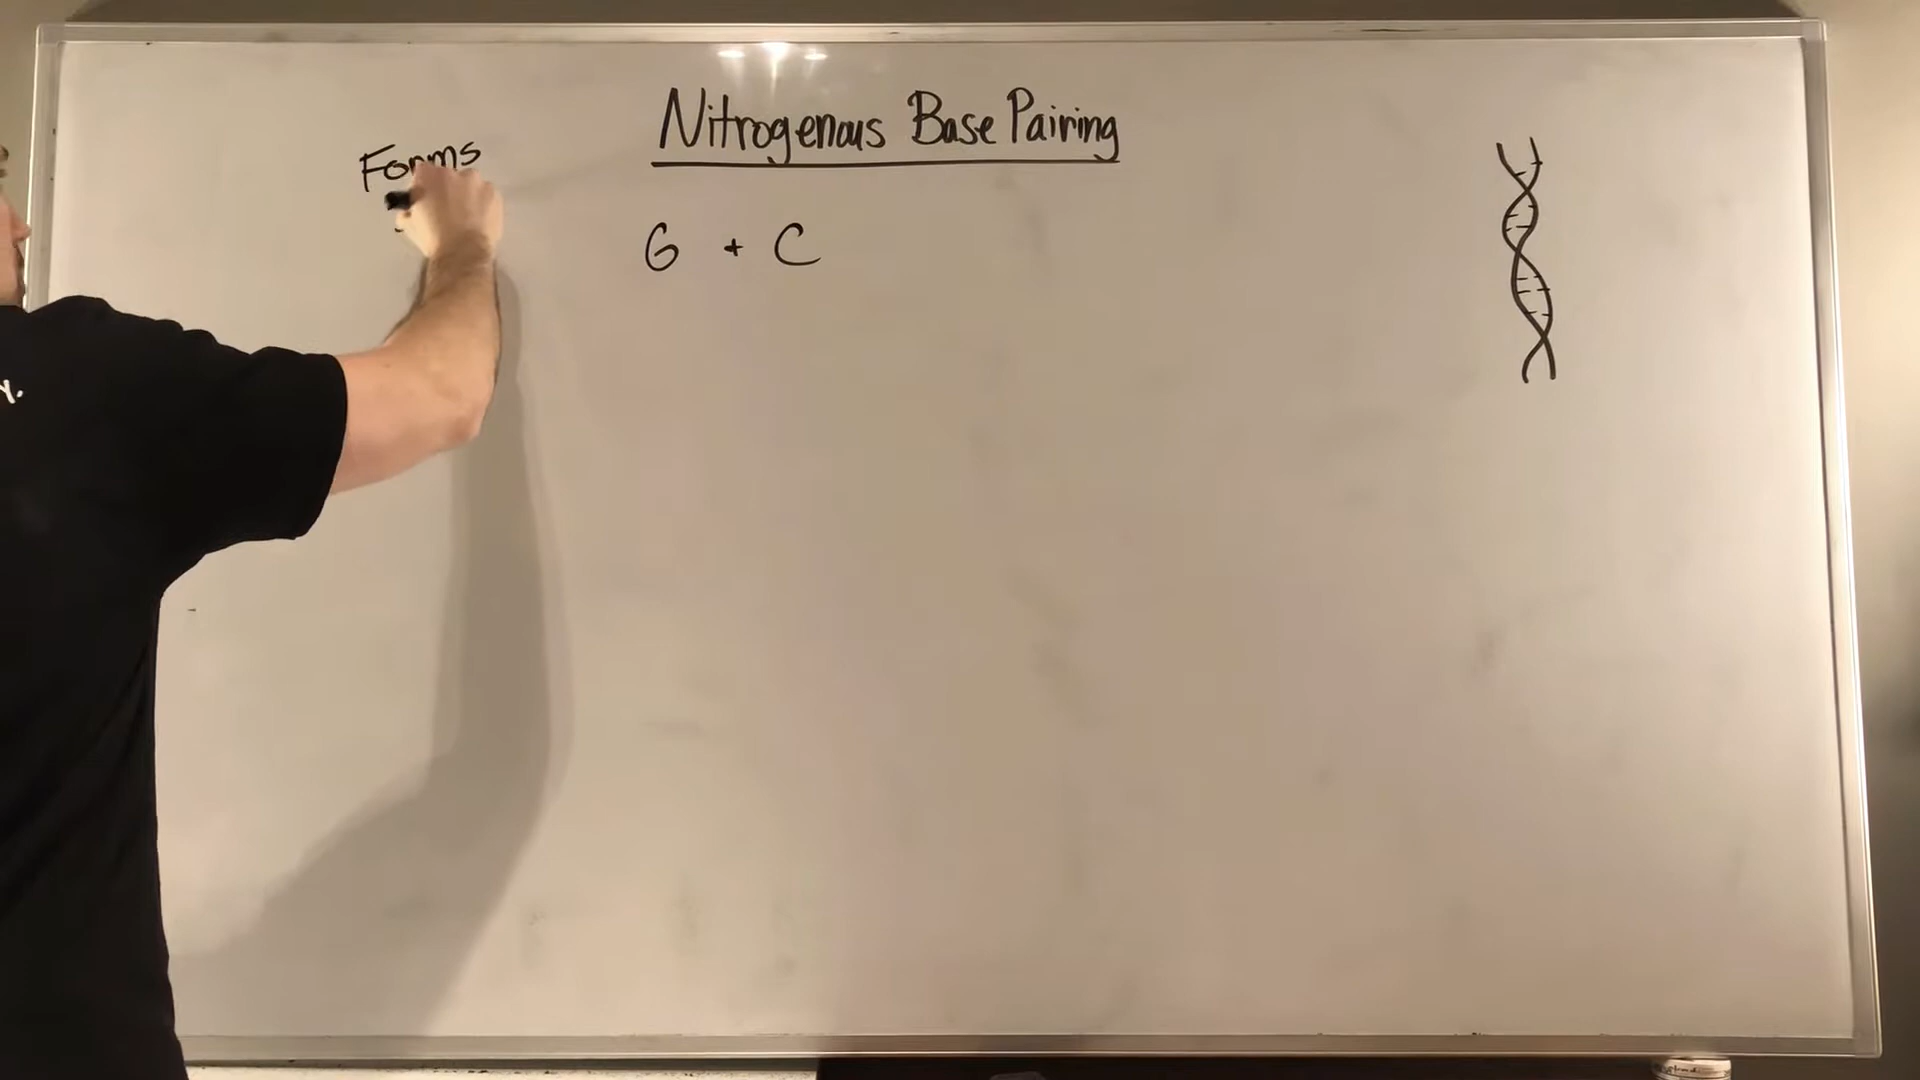 Nitrogenous Base Pairing
Forms
G + C